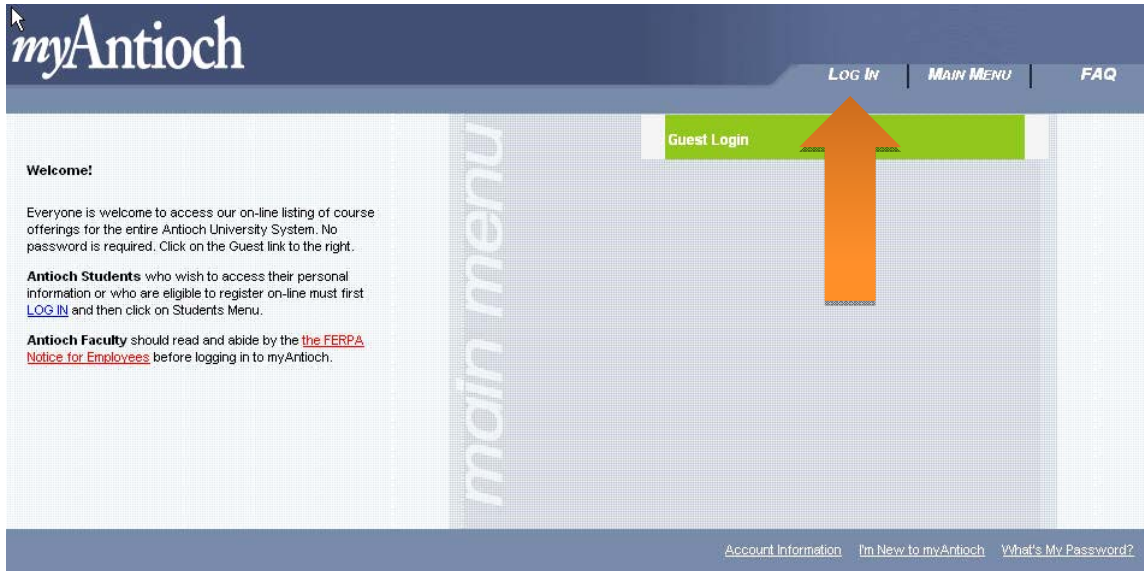 myAntioch
LOG IN
MAIN MENU
FAQ
Guest Login
main menu
Welcome!
Everyone is welcome to access our on-line listing of course
offerings for the entire Antioch University System. No
password is required. Click on the Guest link to the right.
Antioch Students who wish to access their personal
information or who are eligible to register on-line must first
LOG IN and then click on Students Menu.
Antioch Faculty should read and abide by the the FERPA
Notice for Employees before logging in to myAntioch.
Account Information
I'm New to myAntioch
What's My Password?